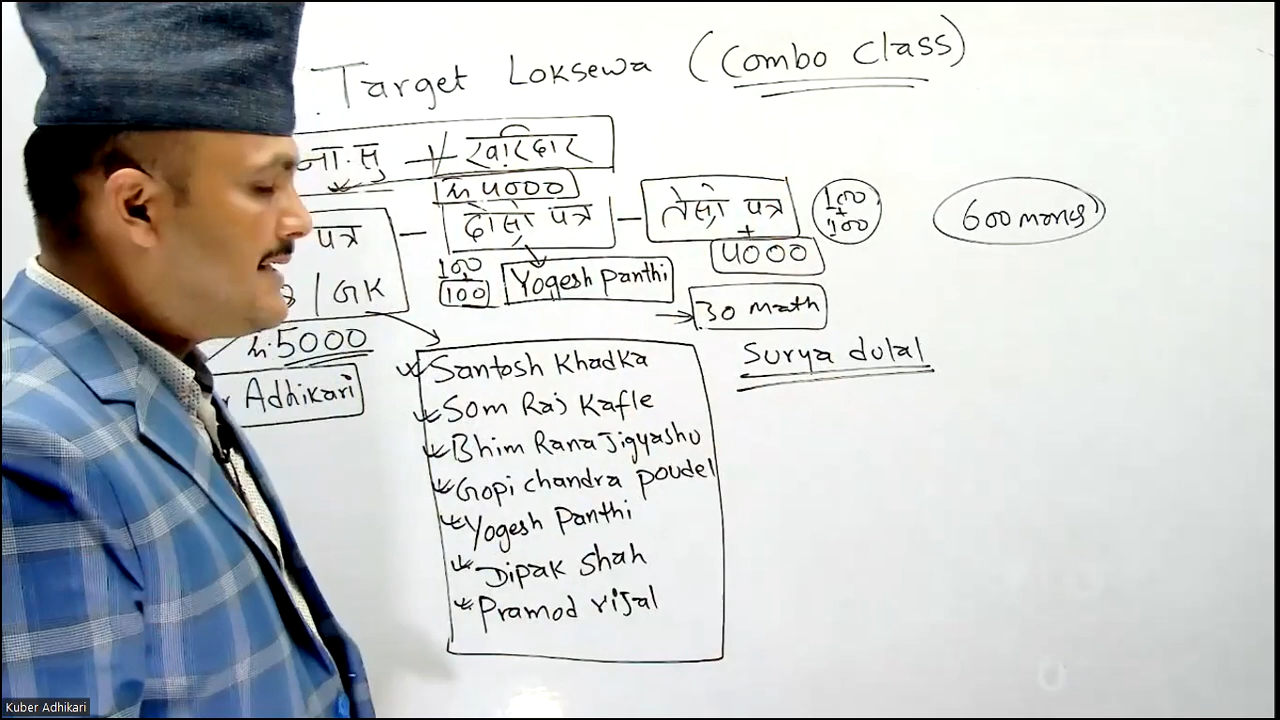 Target Loksewa (Combo Class)
ना.सु + खरिदार
रु ५०००
पत्र - दोस्रो पत्र - तेस्रो पत्र
100
+
100
600 marks
+
५०००
/ GK
100
+
100
Yogesh Panthi
30 Math
रु. 5000
Adhikari
Surya dulal
Santosh Khadka
Som Raj Kafle
Bhim Rana Jigyashu
Gopi chandra poudel
Yogesh Panthi
Dipak Shah
Pramod rijal
Kuber Adhikari